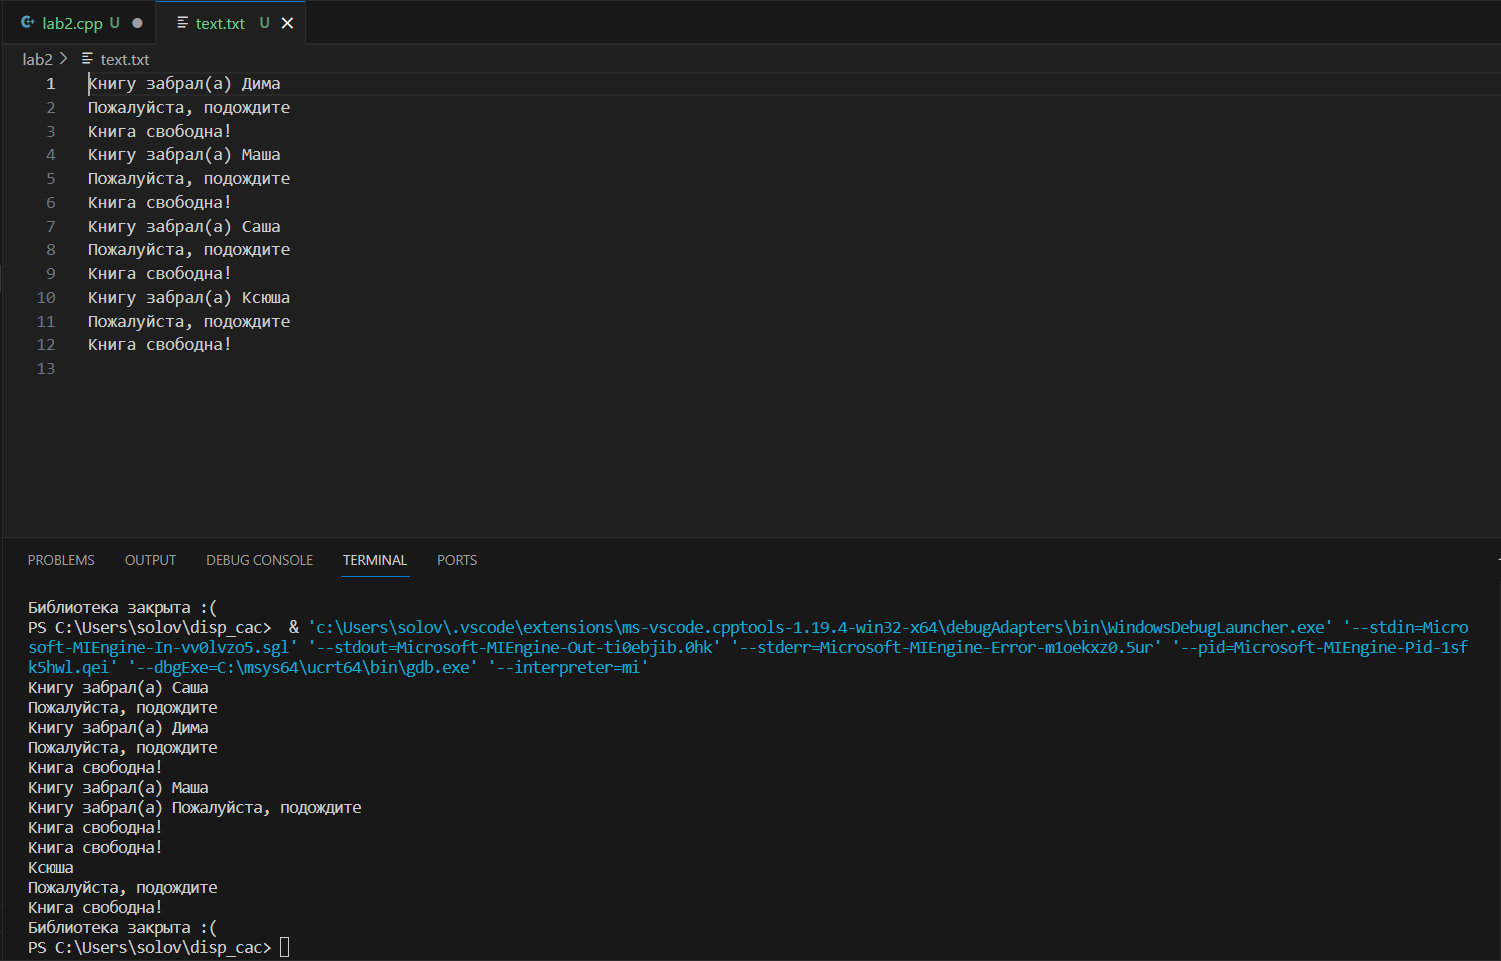 lab2.cpp U ● text.txt U ×
lab2 > text.txt
1 Книгу забрал(а) Дима
2 Пожалуйста, подождите
3 Книга свободна!
4 Книгу забрал(а) Маша
5 Пожалуйста, подождите
6 Книга свободна!
7 Книгу забрал(а) Саша
8 Пожалуйста, подождите
9 Книга свободна!
10 Книгу забрал(а) Ксюша
11 Пожалуйста, подождите
12 Книга свободна!
13
PROBLEMS OUTPUT DEBUG CONSOLE TERMINAL PORTS
Библиотека закрыта :(
PS C:\Users\solov\disp_cac>  & 'c:\Users\solov\.vscode\extensions\ms-vscode.cpptools-1.19.4-win32-x64\debugAdapters\bin\WindowsDebugLauncher.exe' '--stdin=Micro
soft-MIEngine-In-vv0lvzo5.sgl' '--stdout=Microsoft-MIEngine-Out-ti0ebjib.0hk' '--stderr=Microsoft-MIEngine-Error-m1oekxz0.5ur' '--pid=Microsoft-MIEngine-Pid-1sf
k5hwl.qei' '--dbgExe=C:\msys64\ucrt64\bin\gdb.exe' '--interpreter=mi'
Книгу забрал(а) Саша
Пожалуйста, подождите
Книгу забрал(а) Дима
Пожалуйста, подождите
Книга свободна!
Книгу забрал(а) Маша
Книгу забрал(а) Пожалуйста, подождите
Книга свободна!
Книга свободна!
Ксюша
Пожалуйста, подождите
Книга свободна!
Библиотека закрыта :(
PS C:\Users\solov\disp_cac>